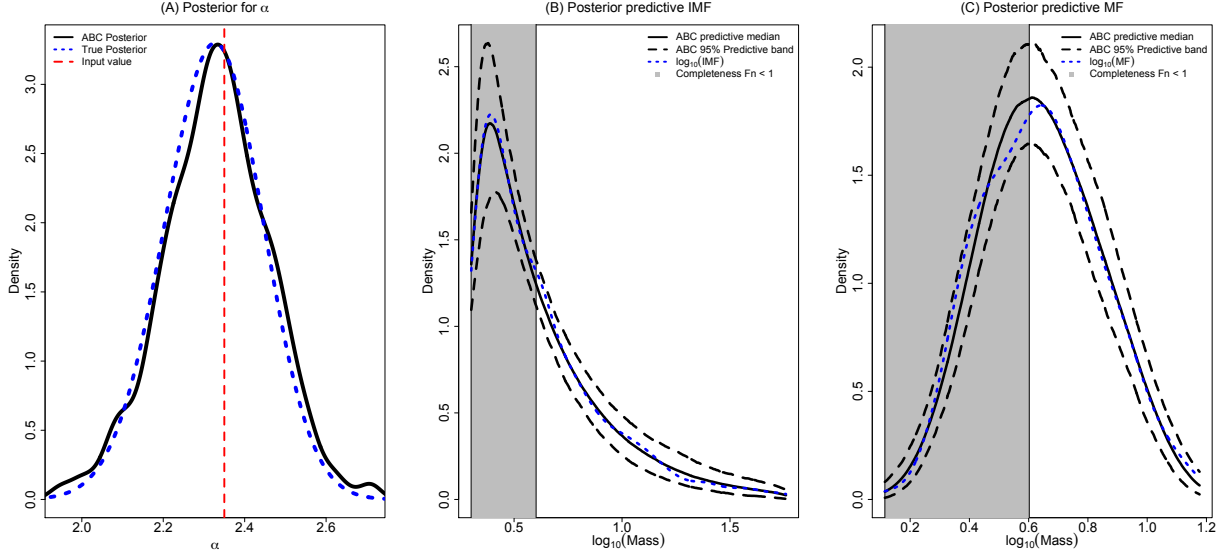 (A) Posterior for α
ABC Posterior
True Posterior
Input value
Density
0.0
0.5
1.0
1.5
2.0
2.5
3.0
2.0
2.2
2.4
2.6
α
(B) Posterior predictive IMF
ABC predictive median
ABC 95% Predictive band
log₁₀(IMF)
Completeness Fn < 1
Density
0.0
0.5
1.0
1.5
2.0
2.5
0.5
1.0
1.5
log₁₀(Mass)
(C) Posterior predictive MF
ABC predictive median
ABC 95% Predictive band
log₁₀(MF)
Completeness Fn < 1
Density
0.0
0.5
1.0
1.5
2.0
0.2
0.4
0.6
0.8
1.0
1.2
log₁₀(Mass)